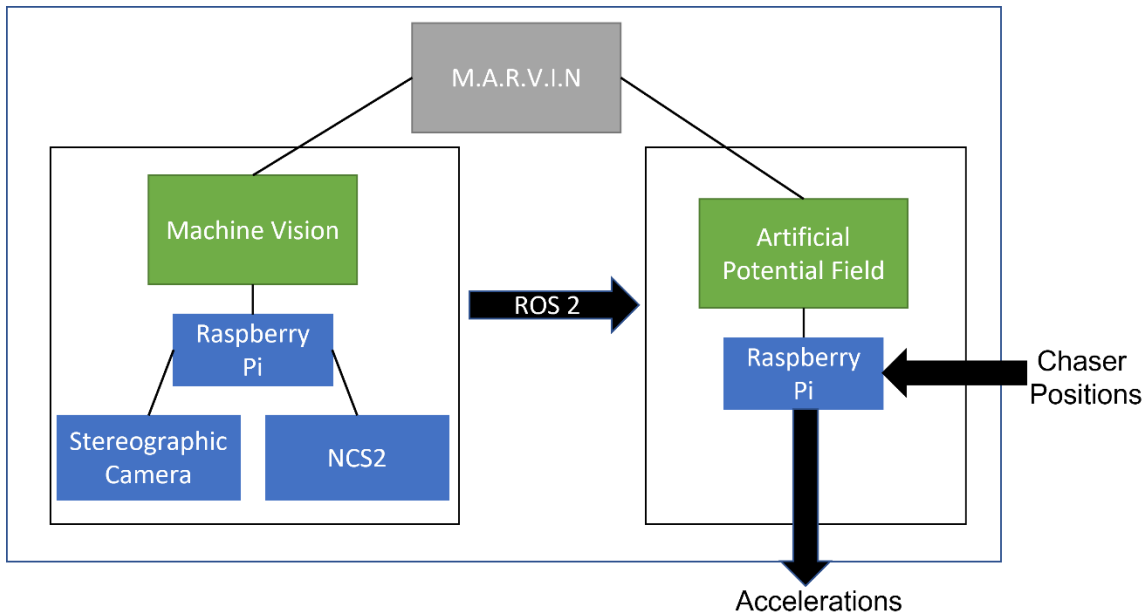 M.A.R.V.I.N
Machine Vision
Raspberry
Pi
Stereographic
Camera
NCS2
ROS 2
Artificial
Potential Field
Raspberry
Pi
Chaser
Positions
Accelerations